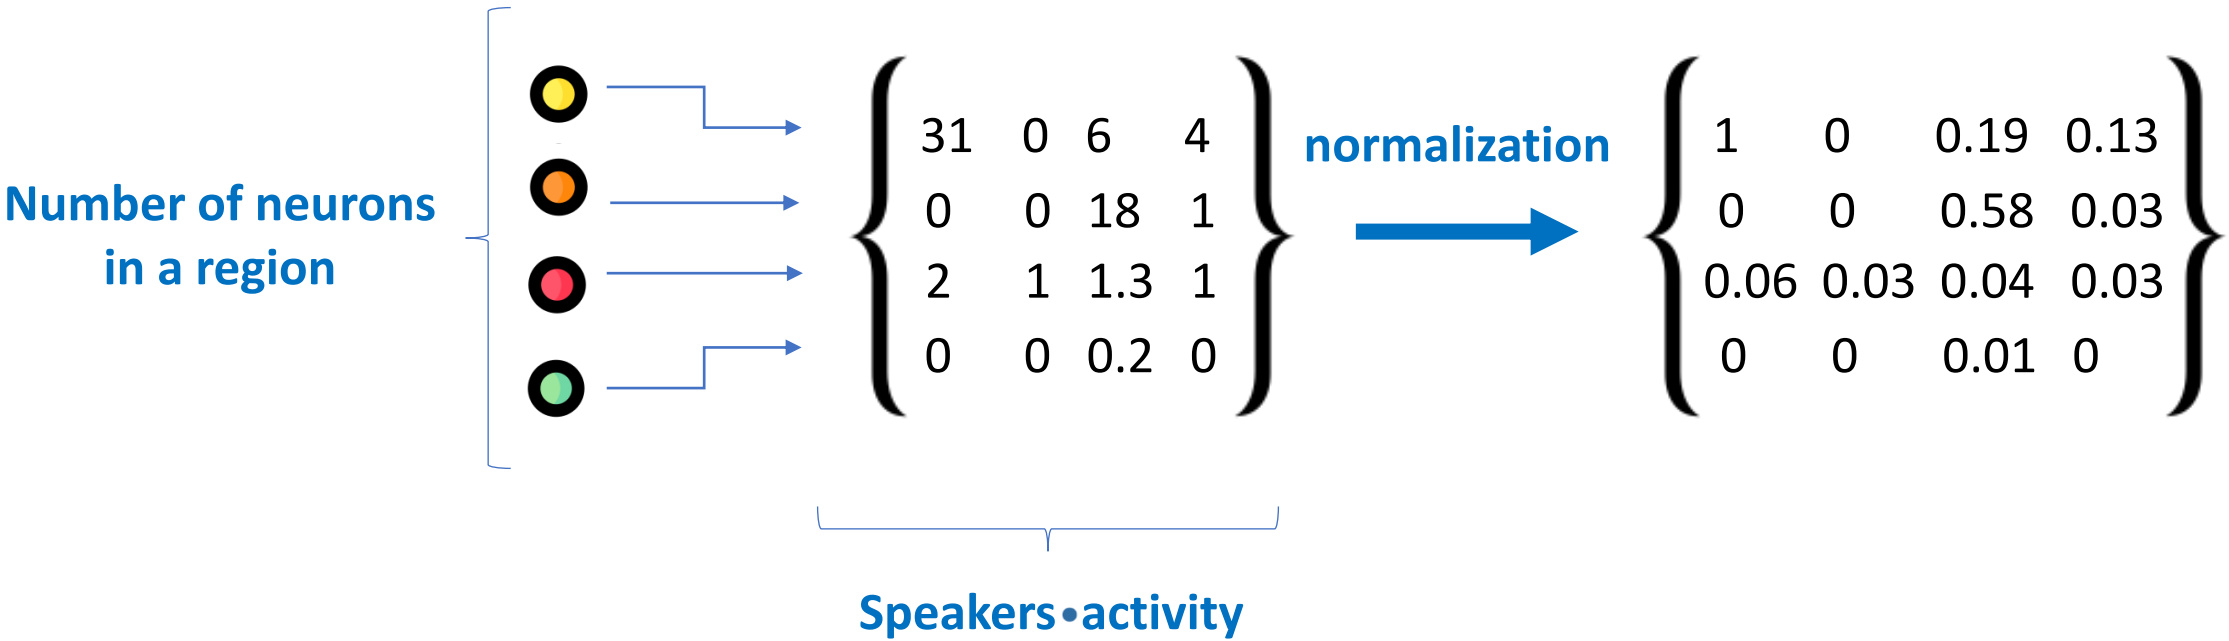 Number of neurons
in a region
31 0 6 4
0 0 18 1
2 1 1.3 1
0 0 0.2 0
normalization
1 0 0.19 0.13
0 0 0.58 0.03
0.06 0.03 0.04 0.03
0 0 0.01 0
Speakers•activity